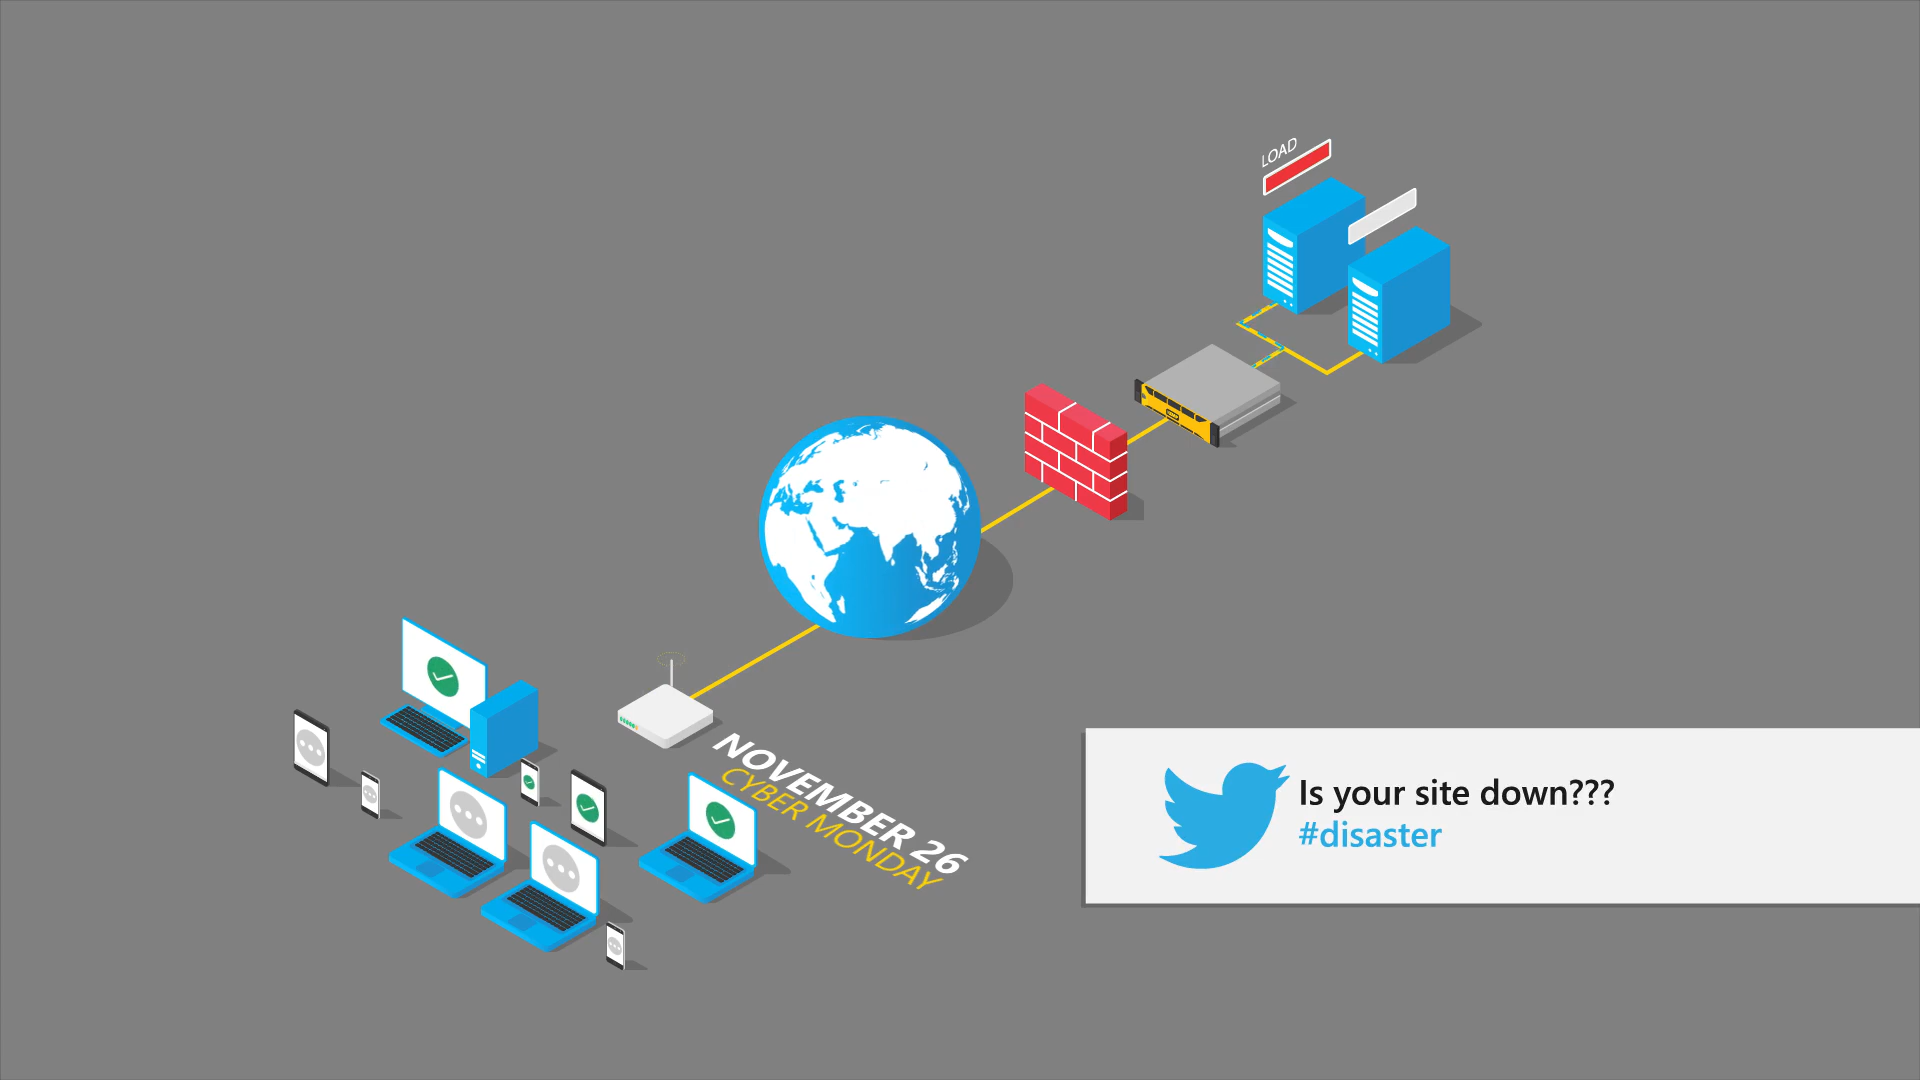 LOAD
NOVEMBER 26
CYBER MONDAY
Is your site down???
#disaster